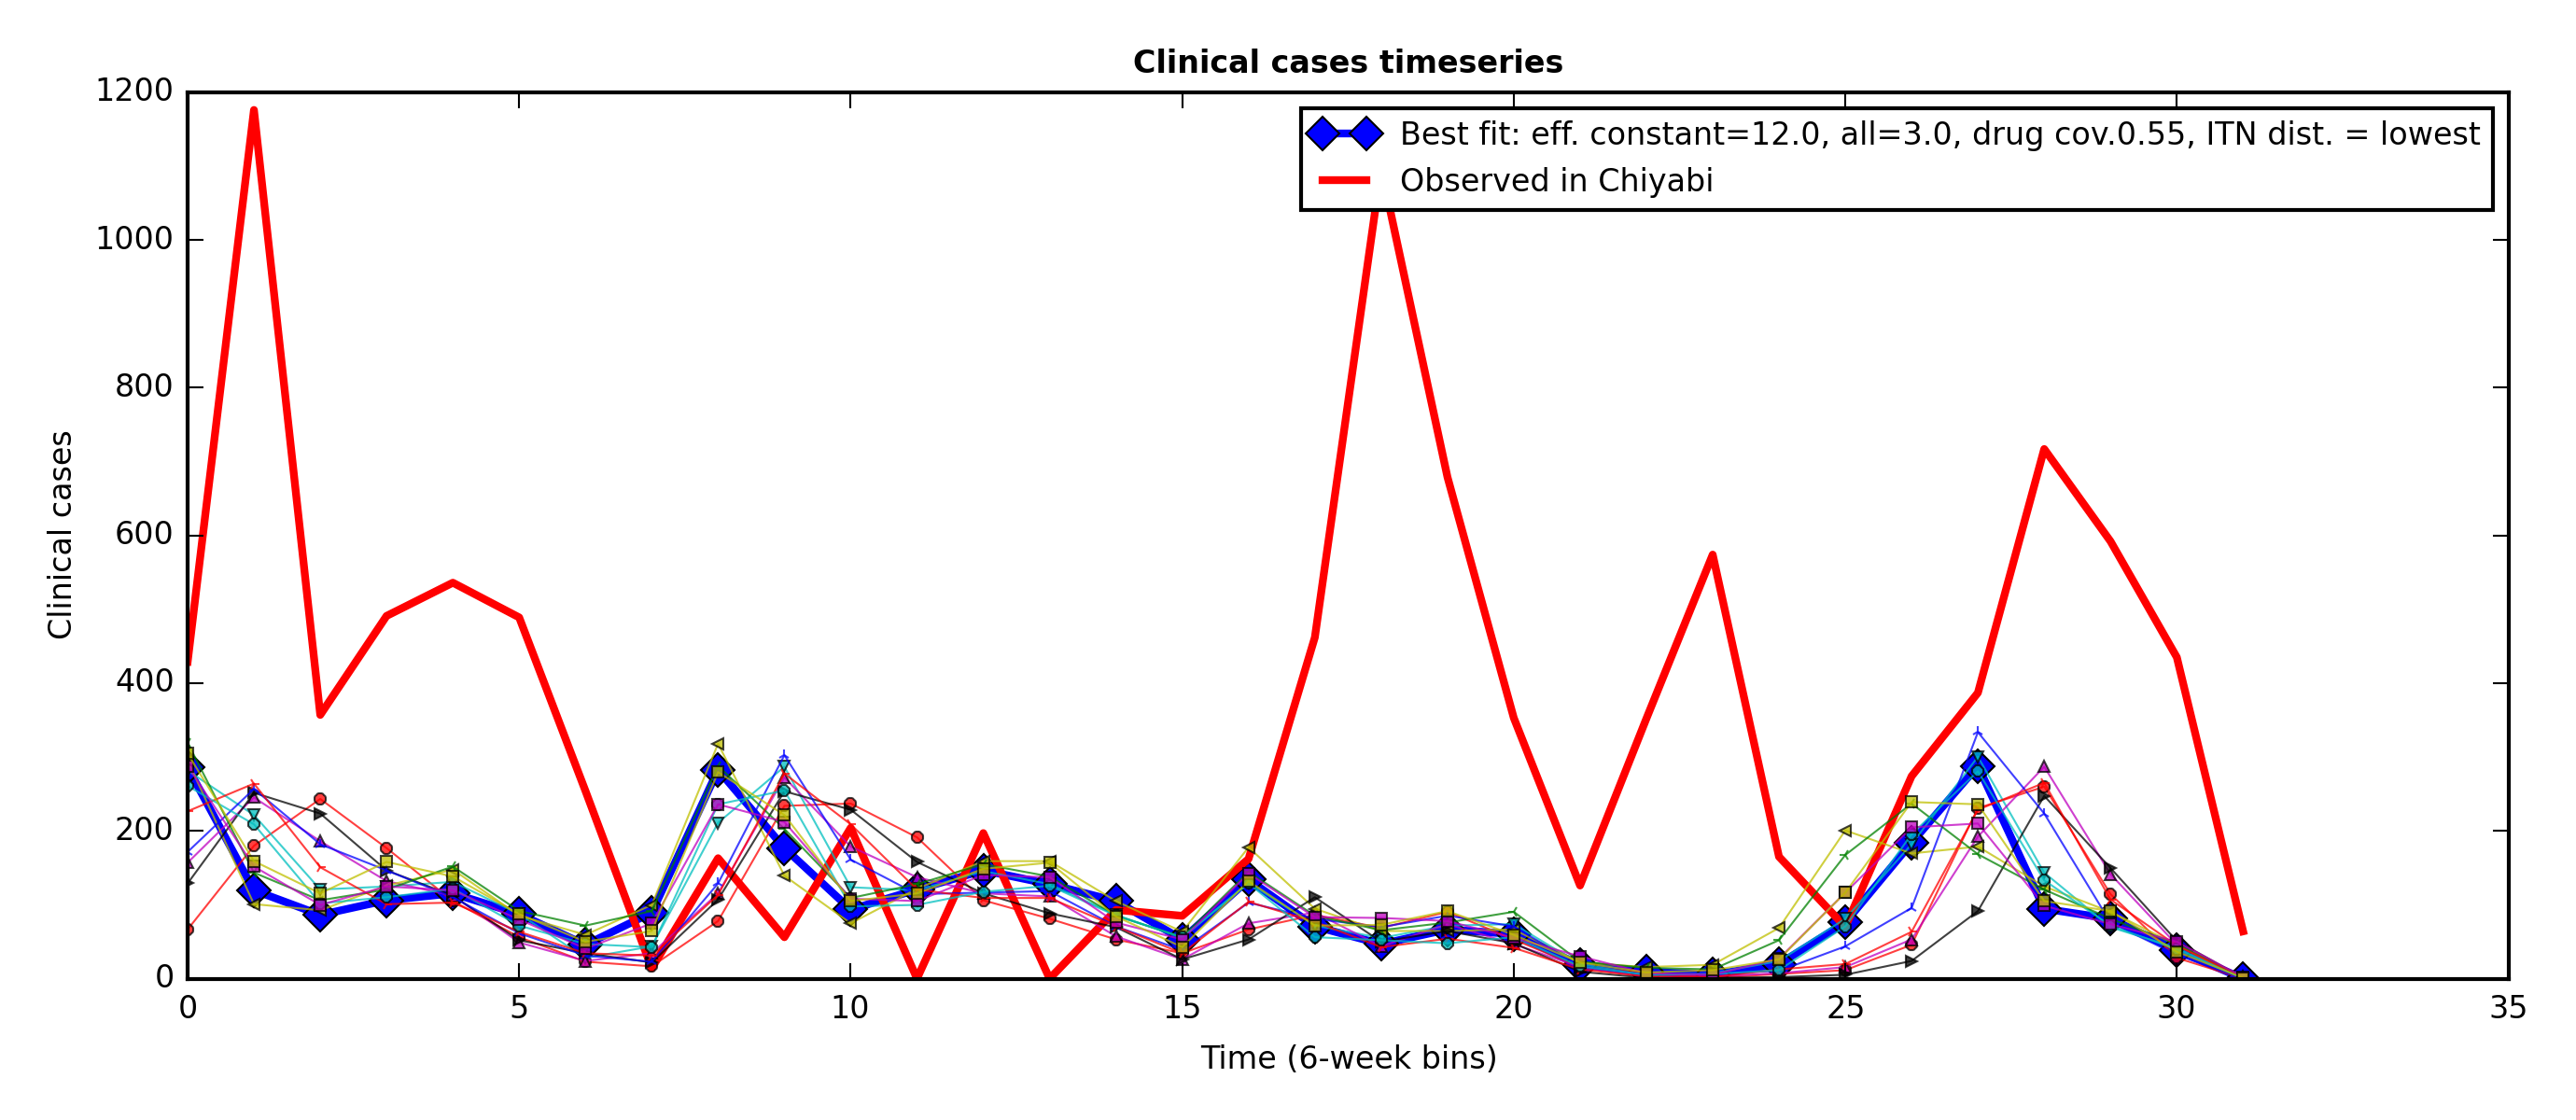 Clinical cases timeseries
Best fit: eff. constant=12.0, all=3.0, drug cov.0.55, ITN dist. = lowest
Observed in Chiyabi
1200
1000
800
600
400
200
0
Clinical cases
0 5 10 15 20 25 30 35
Time (6-week bins)